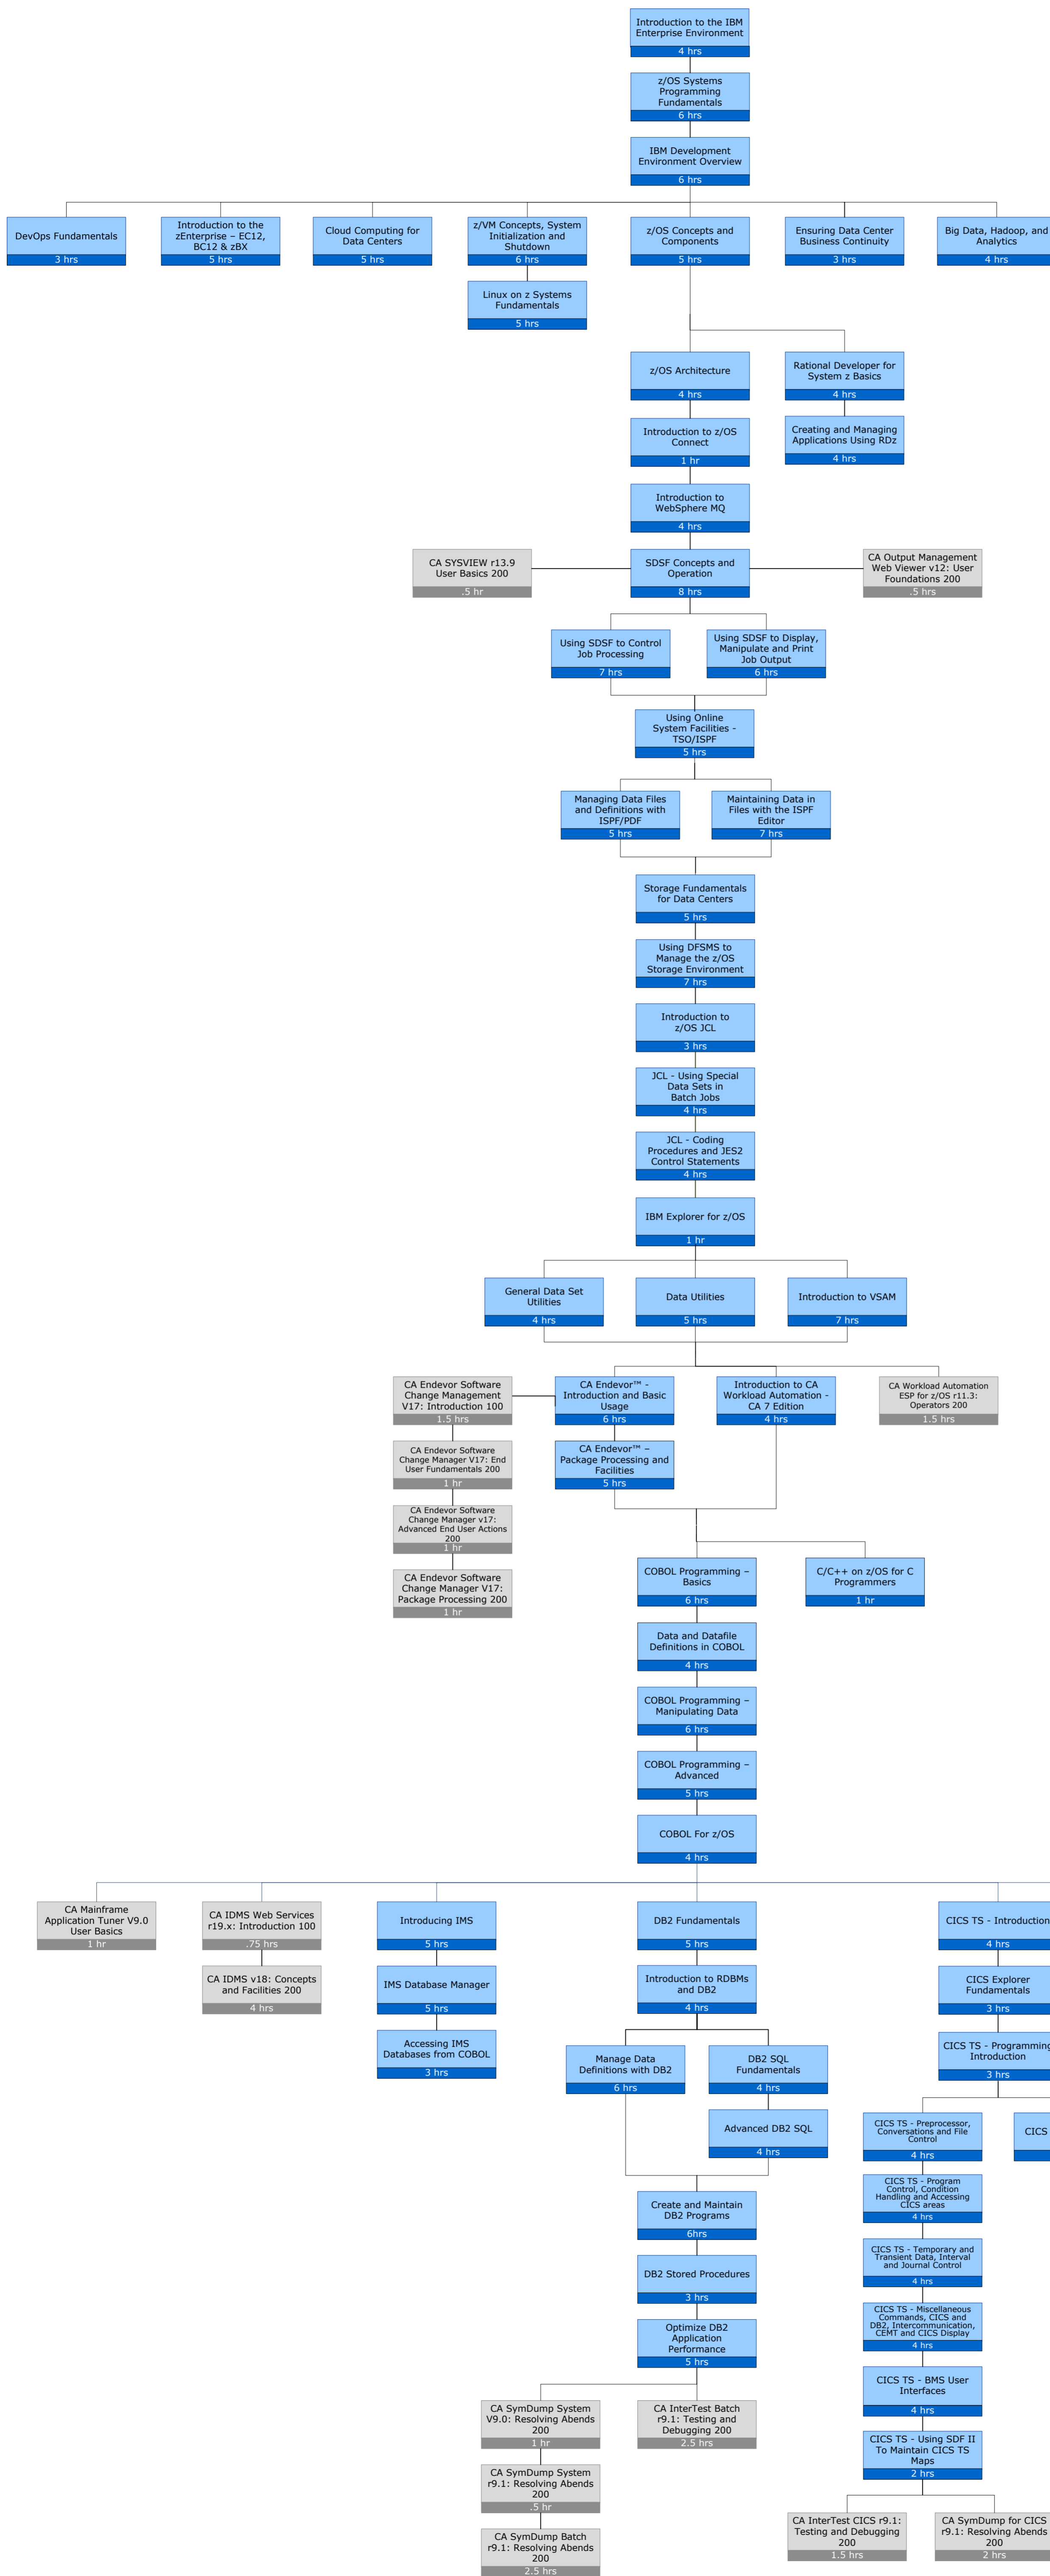 Introduction to the IBM
Enterprise Environment
4 hrs
z/OS Systems
Programming
Fundamentals
6 hrs
IBM Development
Environment Overview
6 hrs
DevOps Fundamentals
3 hrs
Introduction to the
zEnterprise – EC12,
BC12 & zBX
5 hrs
Cloud Computing for
Data Centers
5 hrs
z/VM Concepts, System
Initialization and
Shutdown
6 hrs
z/OS Concepts and
Components
5 hrs
Ensuring Data Center
Business Continuity
3 hrs
Big Data, Hadoop, and
Analytics
4 hrs
Linux on z Systems
Fundamentals
5 hrs
z/OS Architecture
4 hrs
Rational Developer for
System z Basics
4 hrs
Introduction to z/OS
Connect
1 hr
Creating and Managing
Applications Using RDz
4 hrs
Introduction to
WebSphere MQ
4 hrs
CA SYSVIEW r13.9
User Basics 200
.5 hr
SDSF Concepts and
Operation
8 hrs
CA Output Management
Web Viewer v12: User
Foundations 200
.5 hrs
Using SDSF to Control
Job Processing
7 hrs
Using SDSF to Display,
Manipulate and Print
Job Output
6 hrs
Using Online
System Facilities -
TSO/ISPF
5 hrs
Managing Data Files
and Definitions with
ISPF/PDF
5 hrs
Maintaining Data in
Files with the ISPF
Editor
7 hrs
Storage Fundamentals
for Data Centers
5 hrs
Using DFSMS to
Manage the z/OS
Storage Environment
7 hrs
Introduction to
z/OS JCL
3 hrs
JCL - Using Special
Data Sets in
Batch Jobs
4 hrs
JCL - Coding
Procedures and JES2
Control Statements
4 hrs
IBM Explorer for z/OS
1 hr
General Data Set
Utilities
4 hrs
Data Utilities
5 hrs
Introduction to VSAM
7 hrs
CA Endevor Software
Change Management
V17: Introduction 100
1.5 hrs
CA Endevor™ -
Introduction and Basic
Usage
6 hrs
Introduction to CA
Workload Automation -
CA 7 Edition
4 hrs
CA Workload Automation
ESP for z/OS r11.3:
Operators 200
1.5 hrs
CA Endevor Software
Change Manager V17: End
User Fundamentals 200
1 hr
CA Endevor™ –
Package Processing and
Facilities
5 hrs
CA Endevor Software
Change Manager v17:
Advanced End User Actions
200
1 hr
CA Endevor Software
Change Manager V17:
Package Processing 200
1 hr
COBOL Programming –
Basics
6 hrs
C/C++ on z/OS for C
Programmers
1 hr
Data and Datafile
Definitions in COBOL
4 hrs
COBOL Programming –
Manipulating Data
6 hrs
COBOL Programming –
Advanced
5 hrs
COBOL For z/OS
4 hrs
CA Mainframe
Application Tuner V9.0
User Basics
1 hr
CA IDMS Web Services
r19.x: Introduction 100
.75 hrs
Introducing IMS
5 hrs
DB2 Fundamentals
5 hrs
CICS TS - Introduction
4 hrs
CA IDMS v18: Concepts
and Facilities 200
4 hrs
IMS Database Manager
5 hrs
Introduction to RDBMs
and DB2
4 hrs
CICS Explorer
Fundamentals
3 hrs
Accessing IMS
Databases from COBOL
3 hrs
Manage Data
Definitions with DB2
6 hrs
DB2 SQL
Fundamentals
4 hrs
CICS TS - Programming
Introduction
3 hrs
Advanced DB2 SQL
4 hrs
CICS TS - Preprocessor,
Conversations and File
Control
4 hrs
CICS
CICS TS - Program
Control, Condition
Handling and Accessing
CICS areas
4 hrs
Create and Maintain
DB2 Programs
6hrs
CICS TS - Temporary and
Transient Data, Interval
and Journal Control
4 hrs
DB2 Stored Procedures
3 hrs
CICS TS - Miscellaneous
Commands, CICS and
DB2, Intercommunication,
CEMT and CICS Display
4 hrs
Optimize DB2
Application
Performance
5 hrs
CICS TS - BMS User
Interfaces
4 hrs
CA SymDump System
V9.0: Resolving Abends
200
1 hr
CA InterTest Batch
r9.1: Testing and
Debugging 200
2.5 hrs
CICS TS - Using SDF II
To Maintain CICS TS
Maps
2 hrs
CA SymDump System
r9.1: Resolving Abends
200
.5 hr
CA InterTest CICS r9.1:
Testing and Debugging
200
1.5 hrs
CA SymDump for CICS
r9.1: Resolving Abends
200
2 hrs
CA SymDump Batch
r9.1: Resolving Abends
200
2.5 hrs